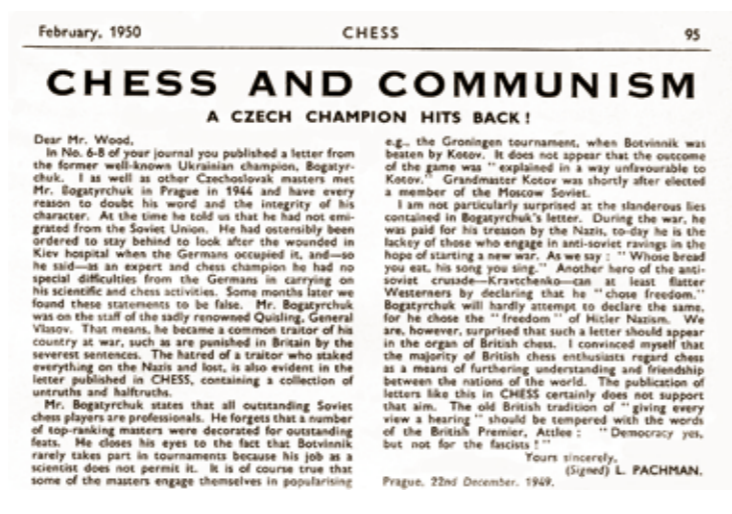 February, 1950
CHESS
95
CHESS AND COMMUNISM
A CZECH CHAMPION HITS BACK!
Dear Mr. Wood,
In No. 6-8 of your journal you published a letter from
the former well-known Ukrainian champion, Bogatyr-
chuk. I as well as other Czechoslovak masters met
Mr. Bogatyrchuk in Prague in 1944 and have every
reason to doubt his word and the integrity of his
character. At the time he told us that he had not emi-
grated from the Soviet Union. He had ostensibly been
ordered to stay behind to look after the wounded in
Kiev hospital when the Germans occupied it, and—so
he said—as an expert and chess champion he had no
special difficulties from the Germans in carrying on
his scientific and chess activities. Some months later we
found these statements to be false. Mr. Bogatyrchuk
was on the staff of the sadly renowned Quisling, General
Vlasov. That means, he became a common traitor of his
country at war, such as are punished in Britain by the
severest sentences. The hatred of a traitor who staked
everything on the Nazis and lost, is also evident in the
letter published in CHESS, containing a collection of
untruths and halftruths.
Mr. Bogatyrchuk states that all outstanding Soviet
chess players are professionals. He forgets that a number
of top-ranking masters were decorated for outstanding
feats. He closes his eyes to the fact that Botvinnik
rarely takes part in tournaments because his job as a
scientist does not permit it. It is of course true that
some of the masters engage themselves in popularising
e.g., the Groningen tournament, when Botvinnik was
beaten by Kotov. It does not appear that the outcome
of the game was " explained in a way unfavourable to
Kotov." Grandmaster Kotov was shortly after elected
a member of the Moscow Soviet.
I am not particularly surprised at the slanderous lies
contained in Bogatyrchuk's letter. During the war, he
was paid for his treason by the Nazis, to-day he is the
lackey of those who engage in anti-soviet ravings in the
hope of starting a new war. As we say : " Whose bread
you eat, his song you sing." Another hero of the anti-
soviet crusade—Kravtchenko—can at least flatter
Westerners by declaring that he " chose freedom."
Bogatyrchuk will hardly attempt to declare the same,
for he chose the " freedom " of Hitler Nazism. We
are, however, surprised that such a letter should appear
in the organ of British chess. I convinced myself that
the majority of British chess enthusiasts regard chess
as a means of furthering understanding and friendship
between the nations of the world. The publication of
letters like this in CHESS certainly does not support
that aim. The old British tradition of " giving every
view a hearing " should be tempered with the words
of the British Premier, Attlee : " Democracy yes,
but not for the fascists ! "
Yours sincerely,
(Signed) L. PACHMAN.
Prague, 22nd December, 1949.